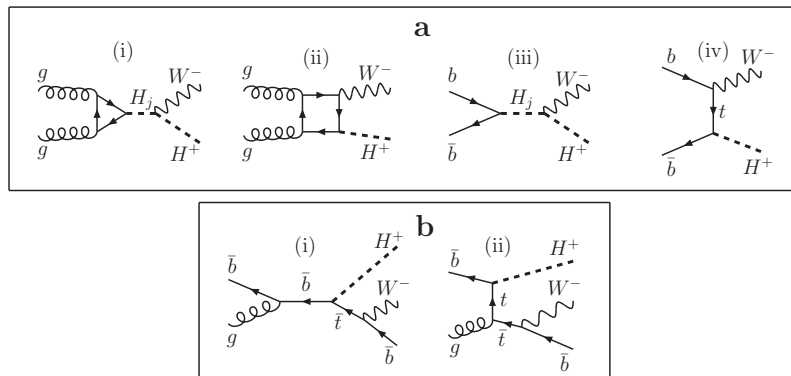 a
(i)
g
g
H_j
W^-
H^+
(ii)
g
g
W^-
H^+
(iii)
b
b̄
H_j
W^-
H^+
(iv)
b
b̄
t
W^-
H^+
b
(i)
b̄
g
b̄
t̄
H^+
W^-
b̄
(ii)
b̄
g
t
t̄
H^+
W^-
b̄